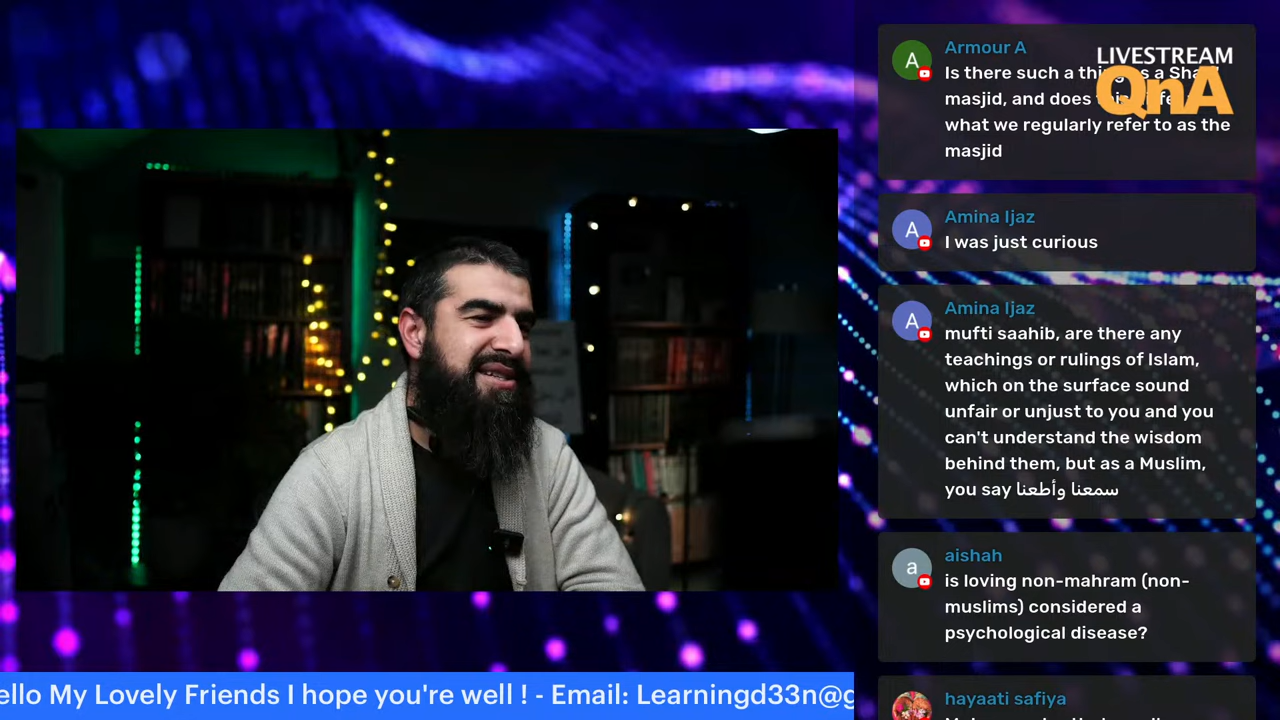 Armour A
LIVESTREAM
QnA
Is there such a thing as a
masjid, and does
what we regularly refer to as the
masjid
Amina Ijaz
I was just curious
Amina Ijaz
mufti saahib, are there any
teachings or rulings of Islam,
which on the surface sound
unfair or unjust to you and you
can't understand the wisdom
behind them, but as a Muslim,
you say سمعنا وأطعنا
aishah
is loving non-mahram (non-
muslims) considered a
psychological disease?
hayaati safiya
ello My Lovely Friends I hope you're well ! - Email: Learningd33n@g